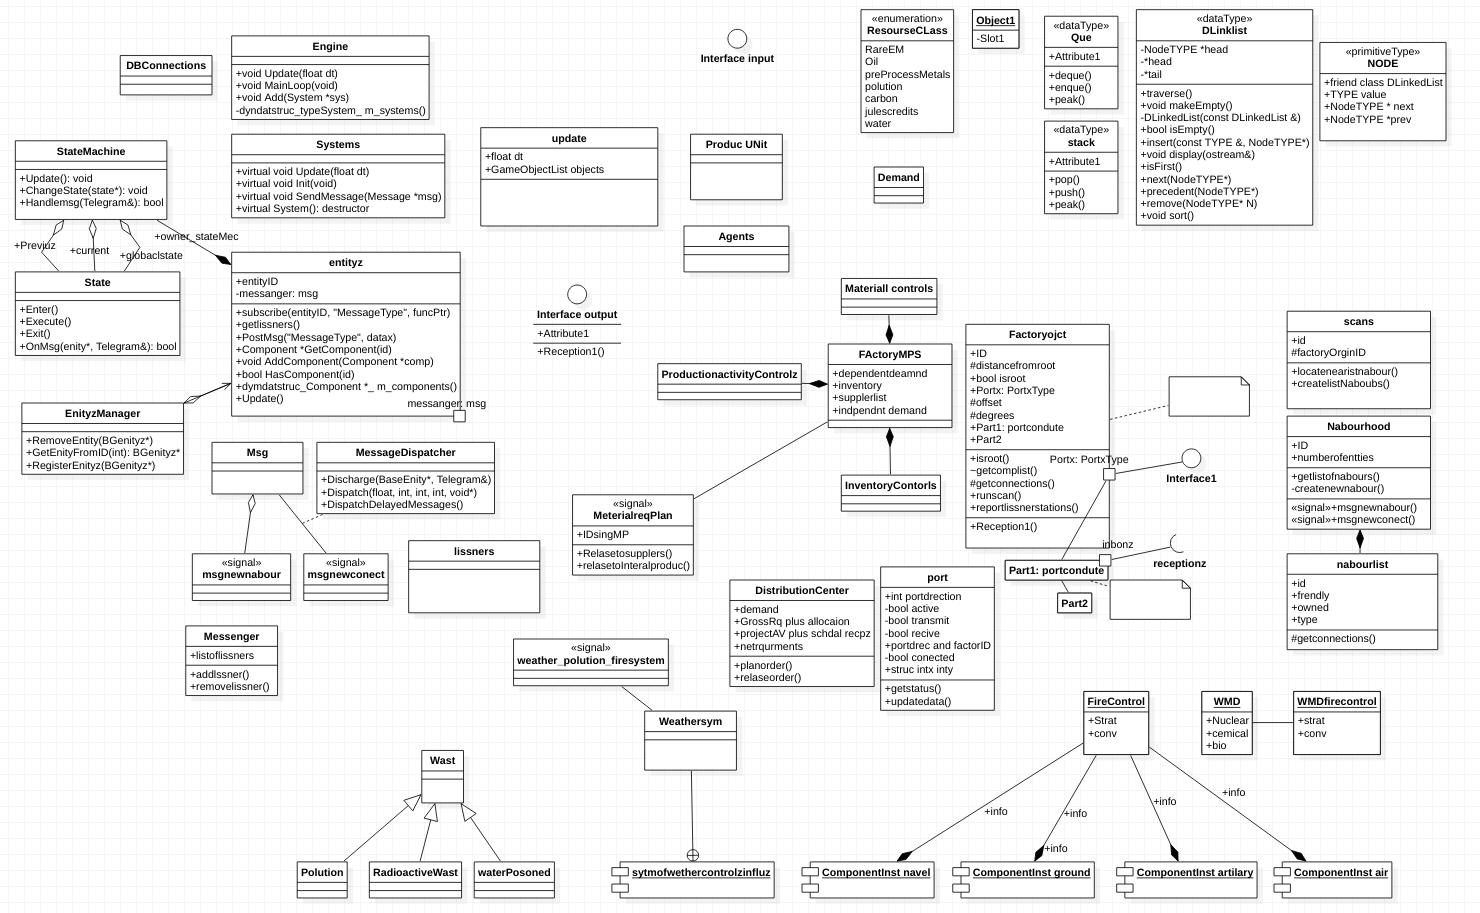 DBConnections
Engine
+void Update(float dt)
+void MainLoop(void)
+void Add(System *sys)
-dyndatstruc_typeSystem_ m_systems()
Interface input
«enumeration»
ResourseCLass
RareEM
Oil
preProcessMetals
polution
carbon
julescredits
water
Object1
-Slot1
«dataType»
Que
+Attribute1
+deque()
+enque()
+peak()
«dataType»
DLinklist
-NodeTYPE *head
-*head
-*tail
+traverse()
+void makeEmpty()
-DLinkedList(const DLinkedList &)
+bool isEmpty()
+insert(const TYPE &, NodeTYPE*)
+void display(ostream&)
+isFirst()
+next(NodeTYPE*)
+precedent(NodeTYPE*)
+remove(NodeTYPE* N)
+void sort()
«primitiveType»
NODE
+friend class DLinkedList
+TYPE value
+NodeTYPE * next
+NodeTYPE *prev
StateMachine
+Update(): void
+ChangeState(state*): void
+Handlemsg(Telegram&): bool
Systems
+virtual void Update(float dt)
+virtual void Init(void)
+virtual void SendMessage(Message *msg)
+virtual System(): destructor
update
+float dt
+GameObjectList objects
Produc UNit
Demand
«dataType»
stack
+Attribute1
+pop()
+push()
+peak()
+Previuz
+current
+globaclstate
+owner_stateMec
State
+Enter()
+Execute()
+Exit()
+OnMsg(enity*, Telegram&): bool
entityz
+entityID
-messanger: msg
+subscribe(entityID, "MessageType", funcPtr)
+getlissners()
+PostMsg("MessageType", datax)
+Component *GetComponent(id)
+void AddComponent(Component *comp)
+bool HasComponent(id)
+dymdatstruc_Component *_ m_components()
+Update()
messanger: msg
Agents
Interface output
+Attribute1
+Reception1()
Materiall controls
ProductionactivityControlz
FActoryMPS
+dependentdeamnd
+inventory
+supplerlist
+indpendnt demand
InventoryContorls
Factoryojct
+ID
#distancefromroot
+bool isroot
+Portx: PortxType
#offset
#degrees
+Part1: portcondute
+Part2
+isroot()
~getcomplist()
#getconnections()
+runscan()
+reportlissnerstations()
+Reception1()
Portx: PortxType
Interface1
inbonz
receptionz
Part1: portcondute
Part2
scans
+id
#factoryOrginID
+locatenearistnabour()
+createlistNaboubs()
Nabourhood
+ID
+numberofentties
+getlistofnabours()
-createnewnabour()
«signal»+msgnewnabour()
«signal»+msgnewconect()
nabourlist
+id
+frendly
+owned
+type
#getconnections()
EnityzManager
+RemoveEntity(BGenityz*)
+GetEnityFromID(int): BGenityz*
+RegisterEnityz(BGenityz*)
Msg
MessageDispatcher
+Discharge(BaseEnity*, Telegram&)
+Dispatch(float, int, int, int, void*)
+DispatchDelayedMessages()
«signal»
msgnewnabour
«signal»
msgnewconect
lissners
«signal»
MeterialreqPlan
+IDsingMP
+Relasetosupplers()
+relasetoInteralproduc()
DistributionCenter
+demand
+GrossRq plus allocaion
+projectAV plus schdal recpz
+netrqurments
+planorder()
+relaseorder()
port
+int portdrection
-bool active
-bool transmit
-bool recive
+portdrec and factorID
-bool conected
+struc intx inty
+getstatus()
+updatedata()
Messenger
+listoflissners
+addlssner()
+removelissner()
«signal»
weather_polution_firesystem
Weathersym
sytmofwethercontrolzinfluz
Wast
Polution
RadioactiveWast
waterPosoned
FireControl
+Strat
+conv
WMD
+Nuclear
+cemical
+bio
WMDfirecontrol
+strat
+conv
+info
+info
+info
+info
+info
ComponentInst navel
ComponentInst ground
ComponentInst artilary
ComponentInst air